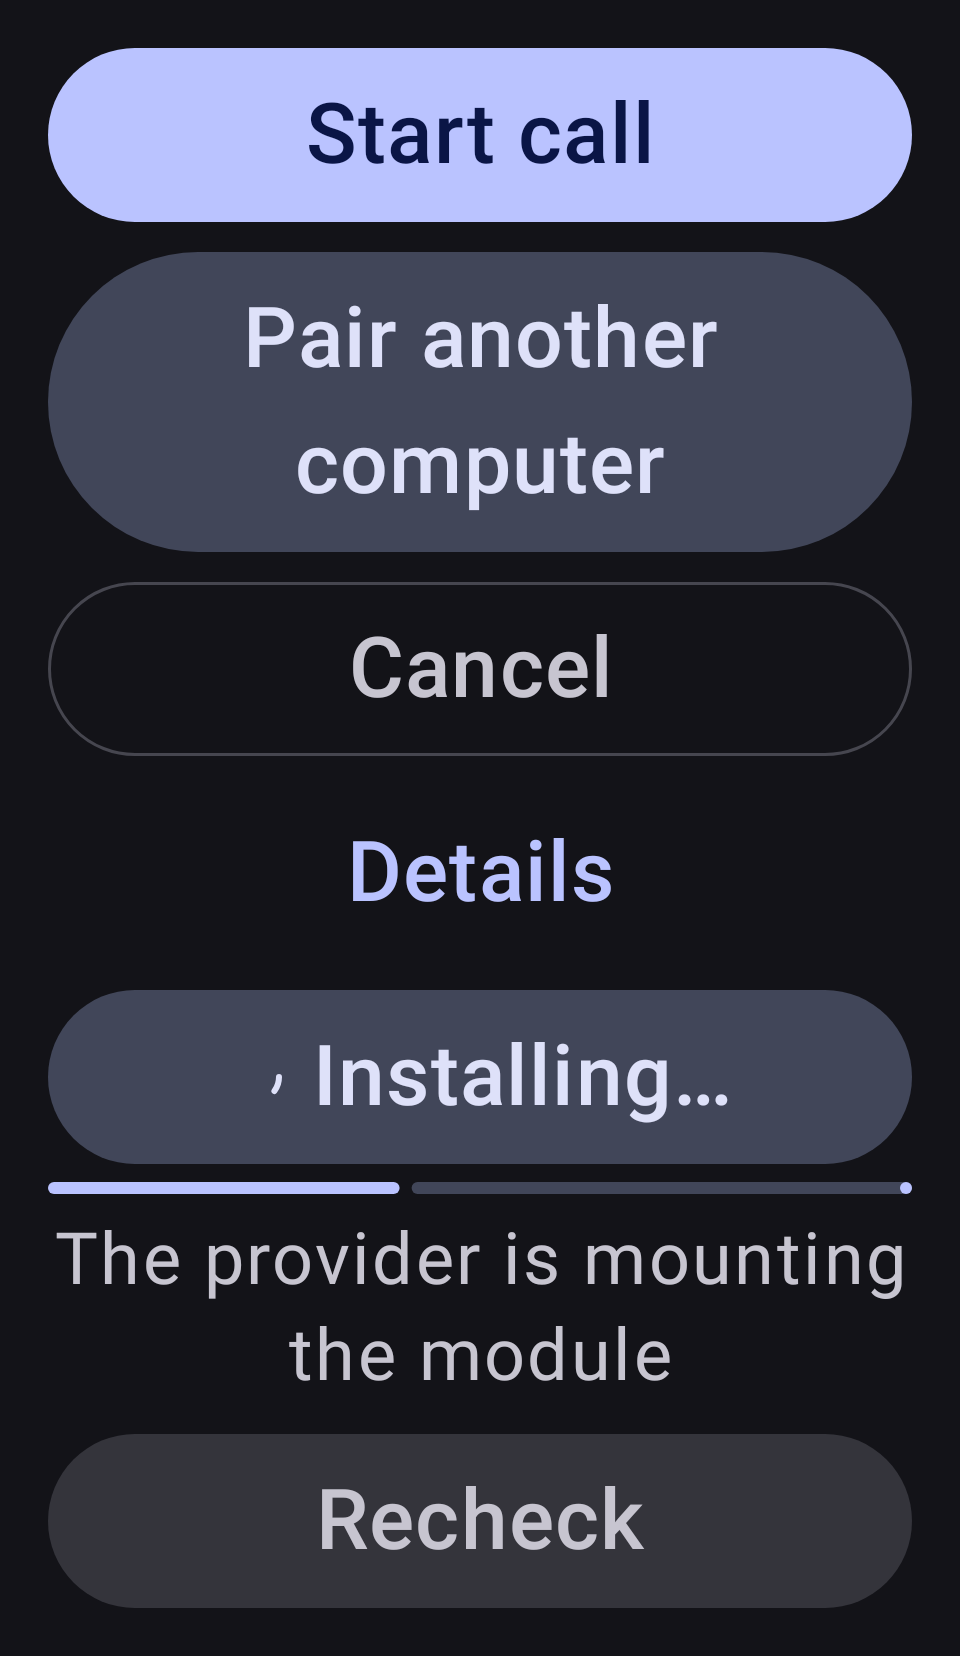 Start call
Pair another
computer
Cancel
Details
Installing…
The provider is mounting
the module
Recheck